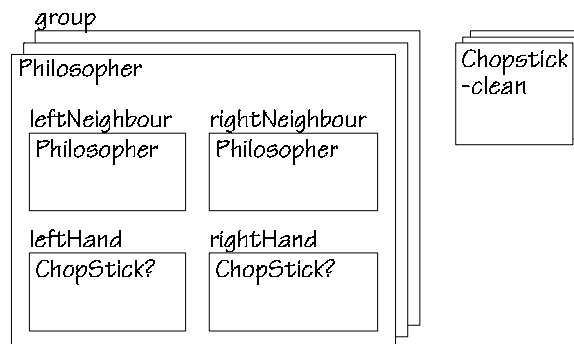 group
Philosopher
Chopstick
-clean
leftNeighbour
rightNeighbour
Philosopher
Philosopher
leftHand
rightHand
ChopStick?
ChopStick?